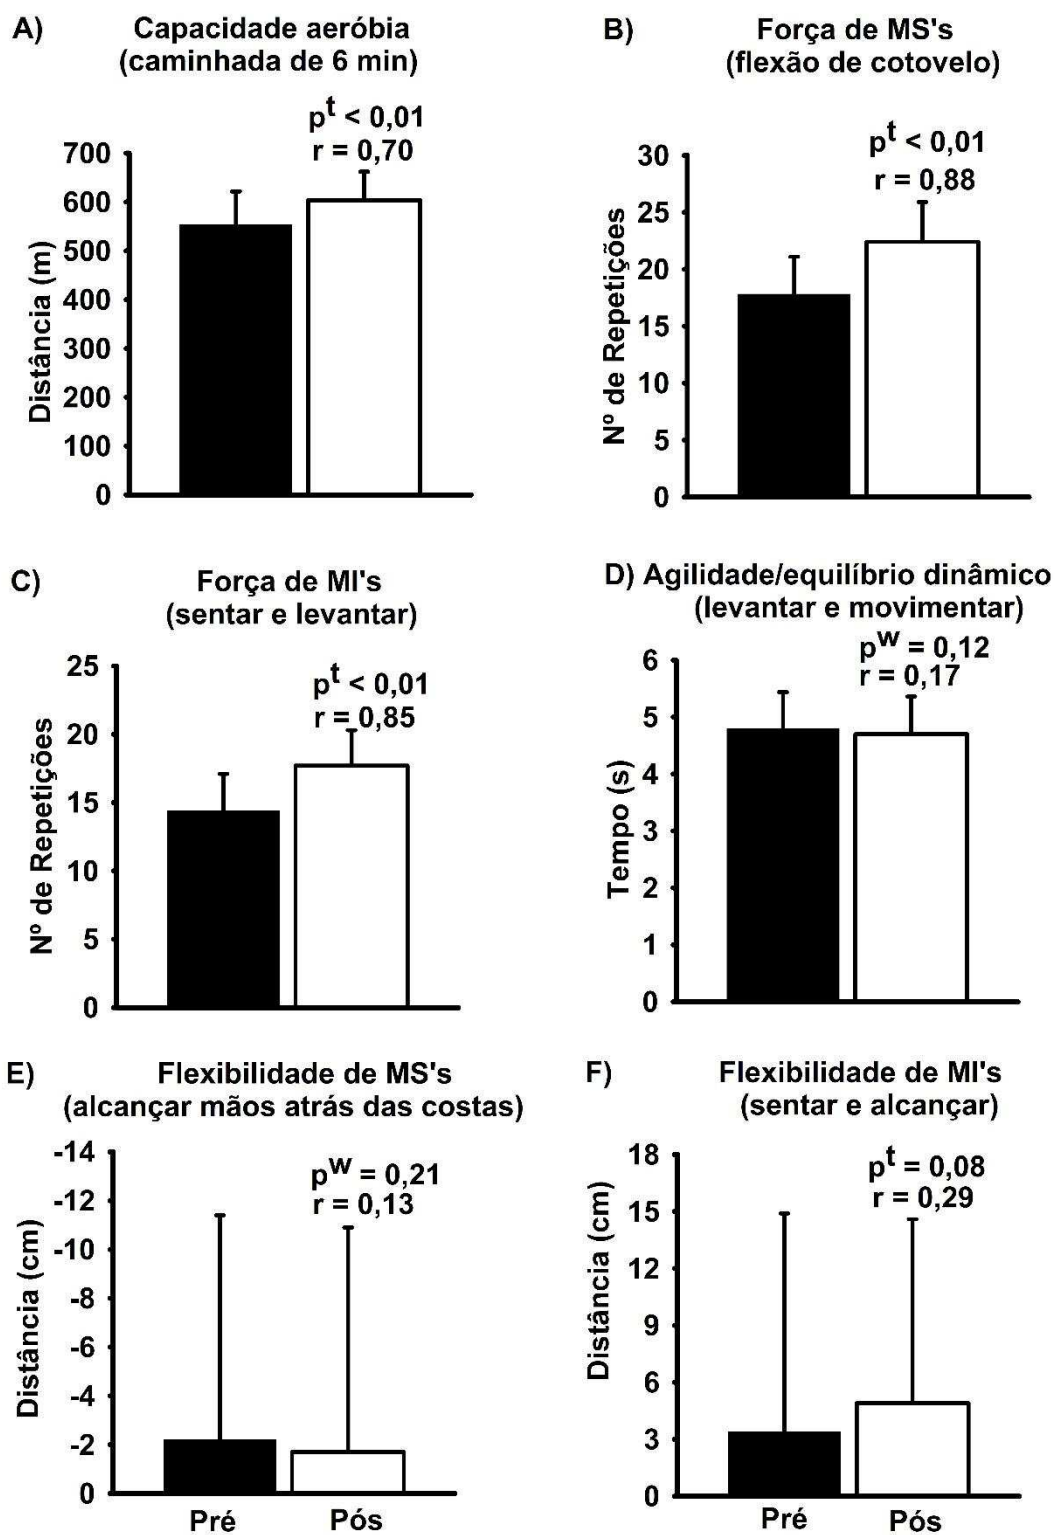 A)
Capacidade aeróbia
(caminhada de 6 min)
pt < 0,01
r = 0,70
700
600
500
400
300
200
100
0
Distância (m)
B)
Força de MS's
(flexão de cotovelo)
pt < 0,01
r = 0,88
30
25
20
15
10
5
0
Nº de Repetições
C)
Força de MI's
(sentar e levantar)
pt < 0,01
r = 0,85
25
20
15
10
5
0
Nº de Repetições
D) Agilidade/equilíbrio dinâmico
(levantar e movimentar)
pw = 0,12
r = 0,17
6
5
4
3
2
1
0
Tempo (s)
E)
Flexibilidade de MS's
(alcançar mãos atrás das costas)
pw = 0,21
r = 0,13
-14
-12
-10
-8
-6
-4
-2
0
Distância (cm)
Pré
Pós
F)
Flexibilidade de MI's
(sentar e alcançar)
pt = 0,08
r = 0,29
18
15
12
9
6
3
0
Distância (cm)
Pré
Pós